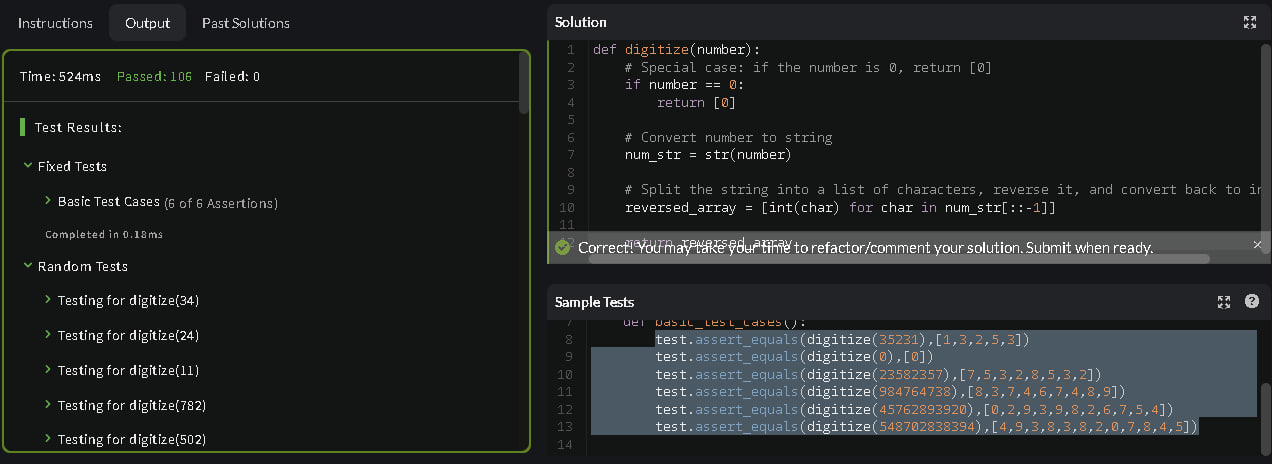 Instructions
Output
Past Solutions
Time: 524ms Passed: 106 Failed: 0
Test Results:
Fixed Tests
Basic Test Cases (6 of 6 Assertions)
Completed in 0.18ms
Random Tests
Testing for digitize(34)
Testing for digitize(24)
Testing for digitize(11)
Testing for digitize(782)
Testing for digitize(502)
Solution
1 def digitize(number):
2     # Special case: if the number is 0, return [0]
3     if number == 0:
4         return [0]
5
6     # Convert number to string
7     num_str = str(number)
8
9     # Split the string into a list of characters, reverse it, and convert back to in
10     reversed_array = [int(char) for char in num_str[::-1]]
11
12     return reversed_array
Correct! You may take your time to refactor/comment your solution. Submit when ready.
Sample Tests
7     def basic_test_cases():
8         test.assert_equals(digitize(35231),[1,3,2,5,3])
9         test.assert_equals(digitize(0),[0])
10         test.assert_equals(digitize(23582357),[7,5,3,2,8,5,3,2])
11         test.assert_equals(digitize(984764738),[8,3,7,4,6,7,4,8,9])
12         test.assert_equals(digitize(45762893920),[0,2,9,3,9,8,2,6,7,5,4])
13         test.assert_equals(digitize(548702838394),[4,9,3,8,3,8,2,0,7,8,4,5])
14